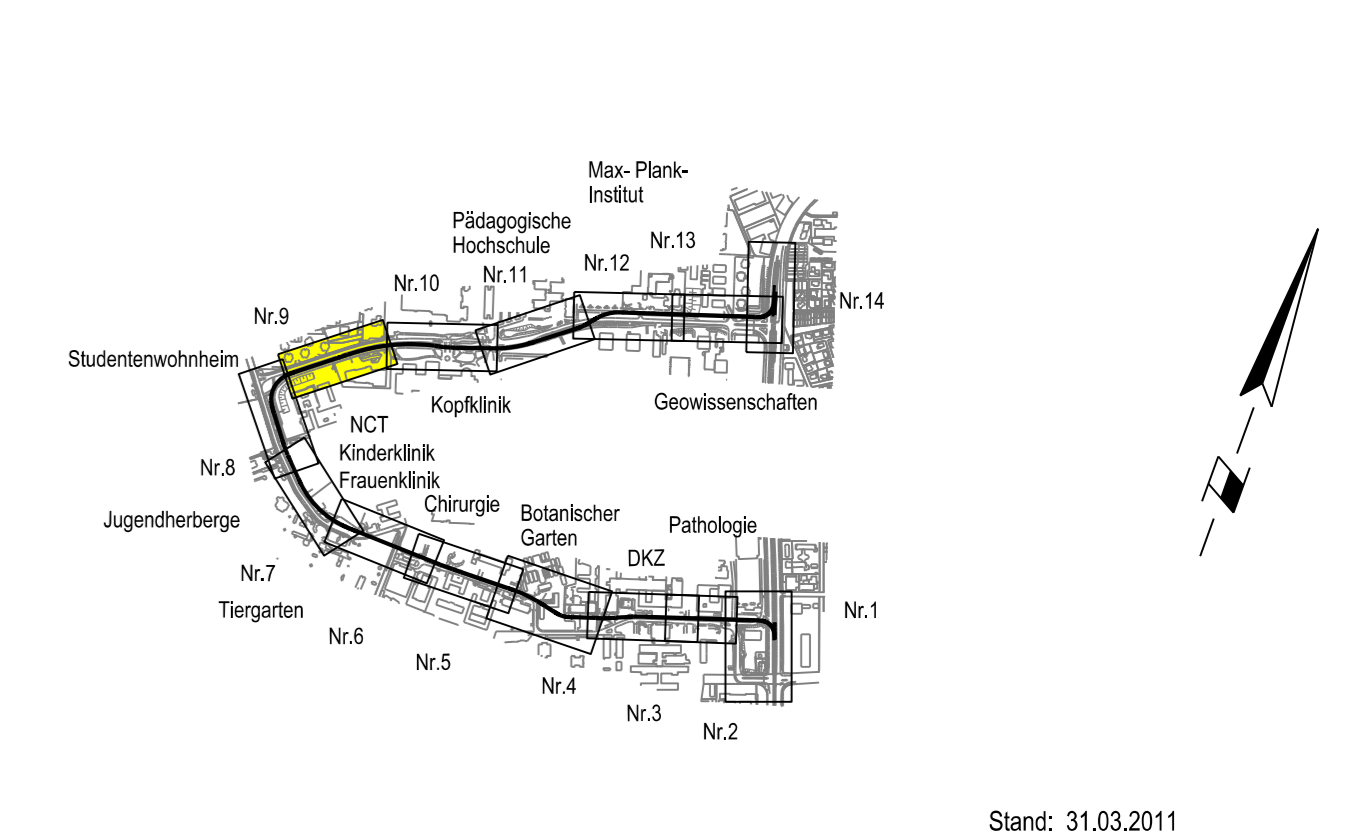 Max- Plank-
Institut
Pädagogische
Hochschule
Nr.13
Nr.12
Nr.11
Nr.10
Nr.14
Nr.9
Studentenwohnheim
Kopfklinik
Geowissenschaften
NCT
Kinderklinik
Frauenklinik
Nr.8
Chirurgie
Jugendherberge
Botanischer
Garten
Pathologie
DKZ
Nr.7
Tiergarten
Nr.6
Nr.5
Nr.4
Nr.3
Nr.2
Nr.1
Stand: 31.03.2011